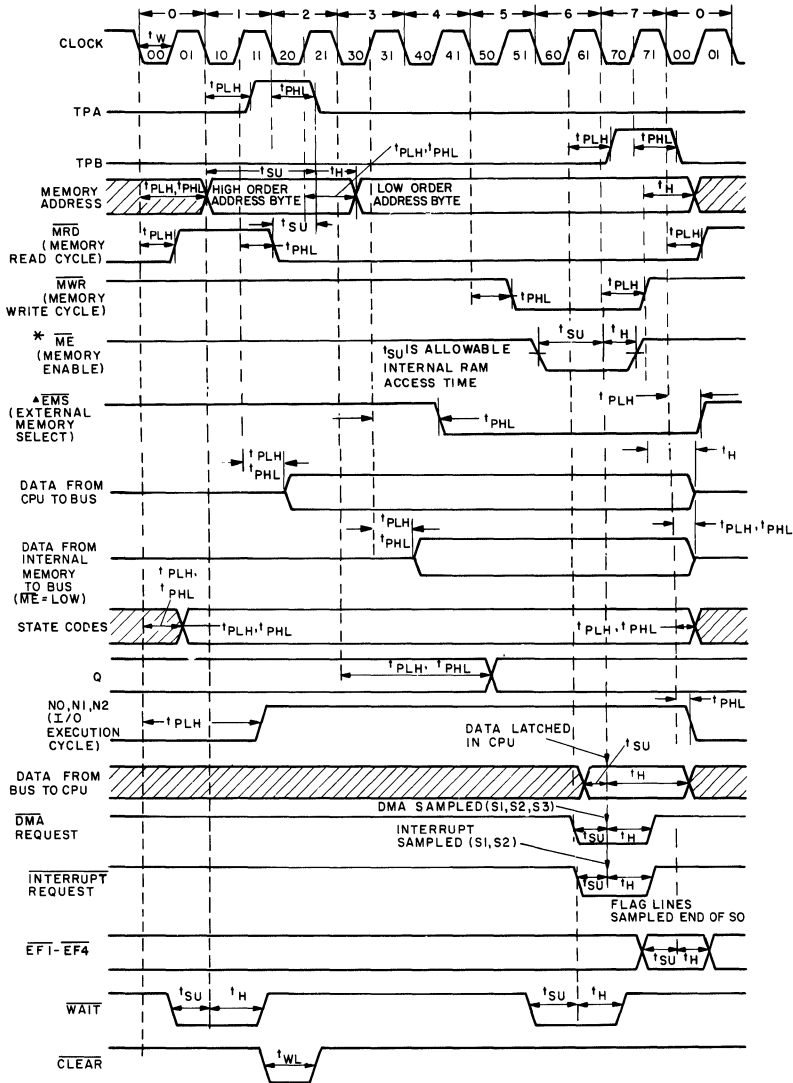 0 1 2 3 4 5 6 7 0
CLOCK
tW
00 01 10 11 20 21 30 31 40 41 50 51 60 61 70 71 00 01
TPA
tPLH tPHL
TPB
tPLH tPHL
tPLH,tPHL
MEMORY
ADDRESS
tPLH,tPHL
tSU tH
HIGH ORDER
ADDRESS BYTE
LOW ORDER
ADDRESS BYTE
tH
tSU
MRD
(MEMORY
READ CYCLE)
tPLH tPHL tPLH
MWR
(MEMORY
WRITE CYCLE)
tPHL tPLH
* ME
(MEMORY
ENABLE)
tSU tH
tSU IS ALLOWABLE
INTERNAL RAM
ACCESS TIME
▲EMS
(EXTERNAL
MEMORY
SELECT)
tPHL tPLH
tH
DATA FROM
CPU TO BUS
tPLH
tPHL
DATA FROM
INTERNAL
MEMORY
TO BUS
(ME=LOW)
tPLH
tPHL
tPLH,tPHL
STATE CODES
tPLH,
tPHL
tPLH,tPHL tPLH,tPHL
Q
tPLH, tPHL
N0,N1,N2
(I/O
EXECUTION
CYCLE)
tPLH tPHL
DATA LATCHED
IN CPU
DATA FROM
BUS TO CPU
tSU
tH
DMA
REQUEST
DMA SAMPLED(S1,S2,S3)
tSU tH
INTERRUPT
SAMPLED (S1,S2)
INTERRUPT
REQUEST
tSU tH
FLAG LINES
SAMPLED END OF S0
EF1-EF4
tSU tH
WAIT
tSU tH tSU tH
CLEAR
tWL